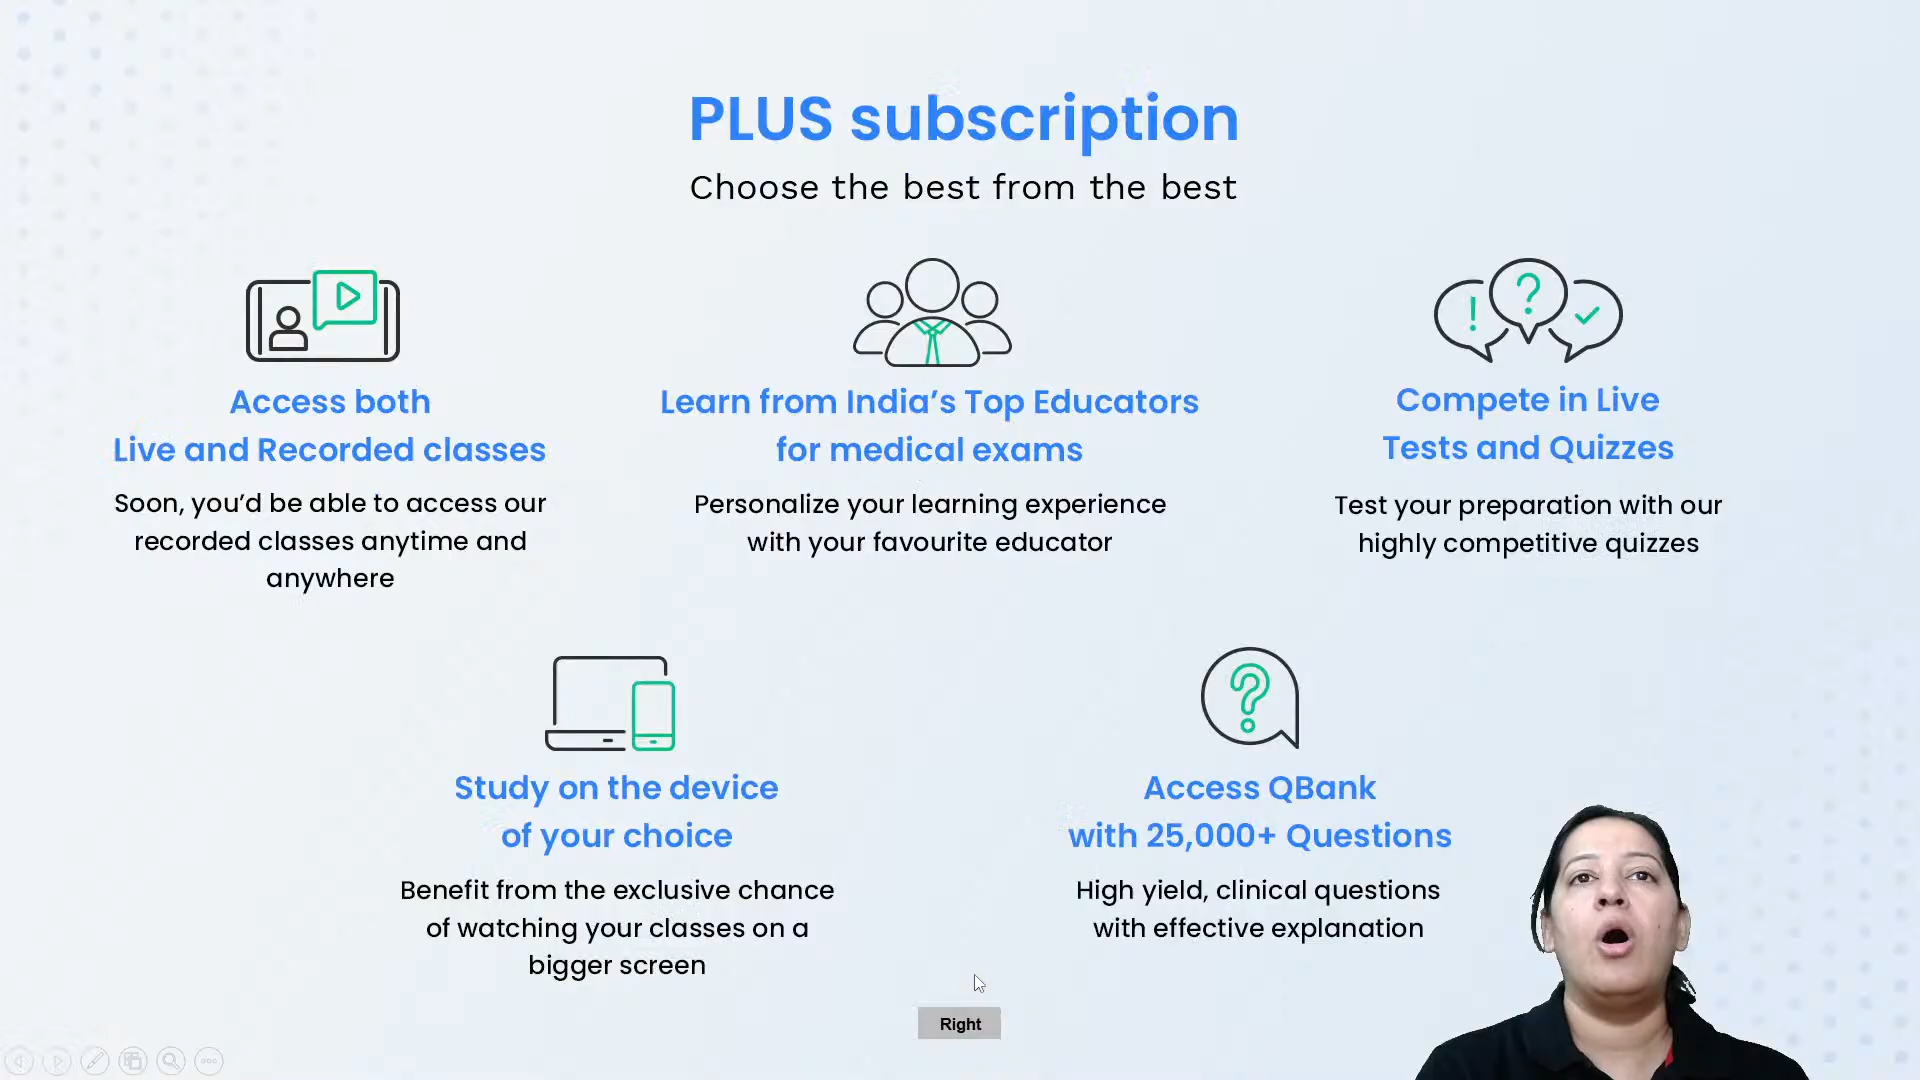 PLUS subscription
Choose the best from the best
Access both
Live and Recorded classes
Soon, you’d be able to access our
recorded classes anytime and
anywhere
Learn from India’s Top Educators
for medical exams
Personalize your learning experience
with your favourite educator
Compete in Live
Tests and Quizzes
Test your preparation with our
highly competitive quizzes
Study on the device
of your choice
Benefit from the exclusive chance
of watching your classes on a
bigger screen
Access QBank
with 25,000+ Questions
High yield, clinical questions
with effective explanation
Right